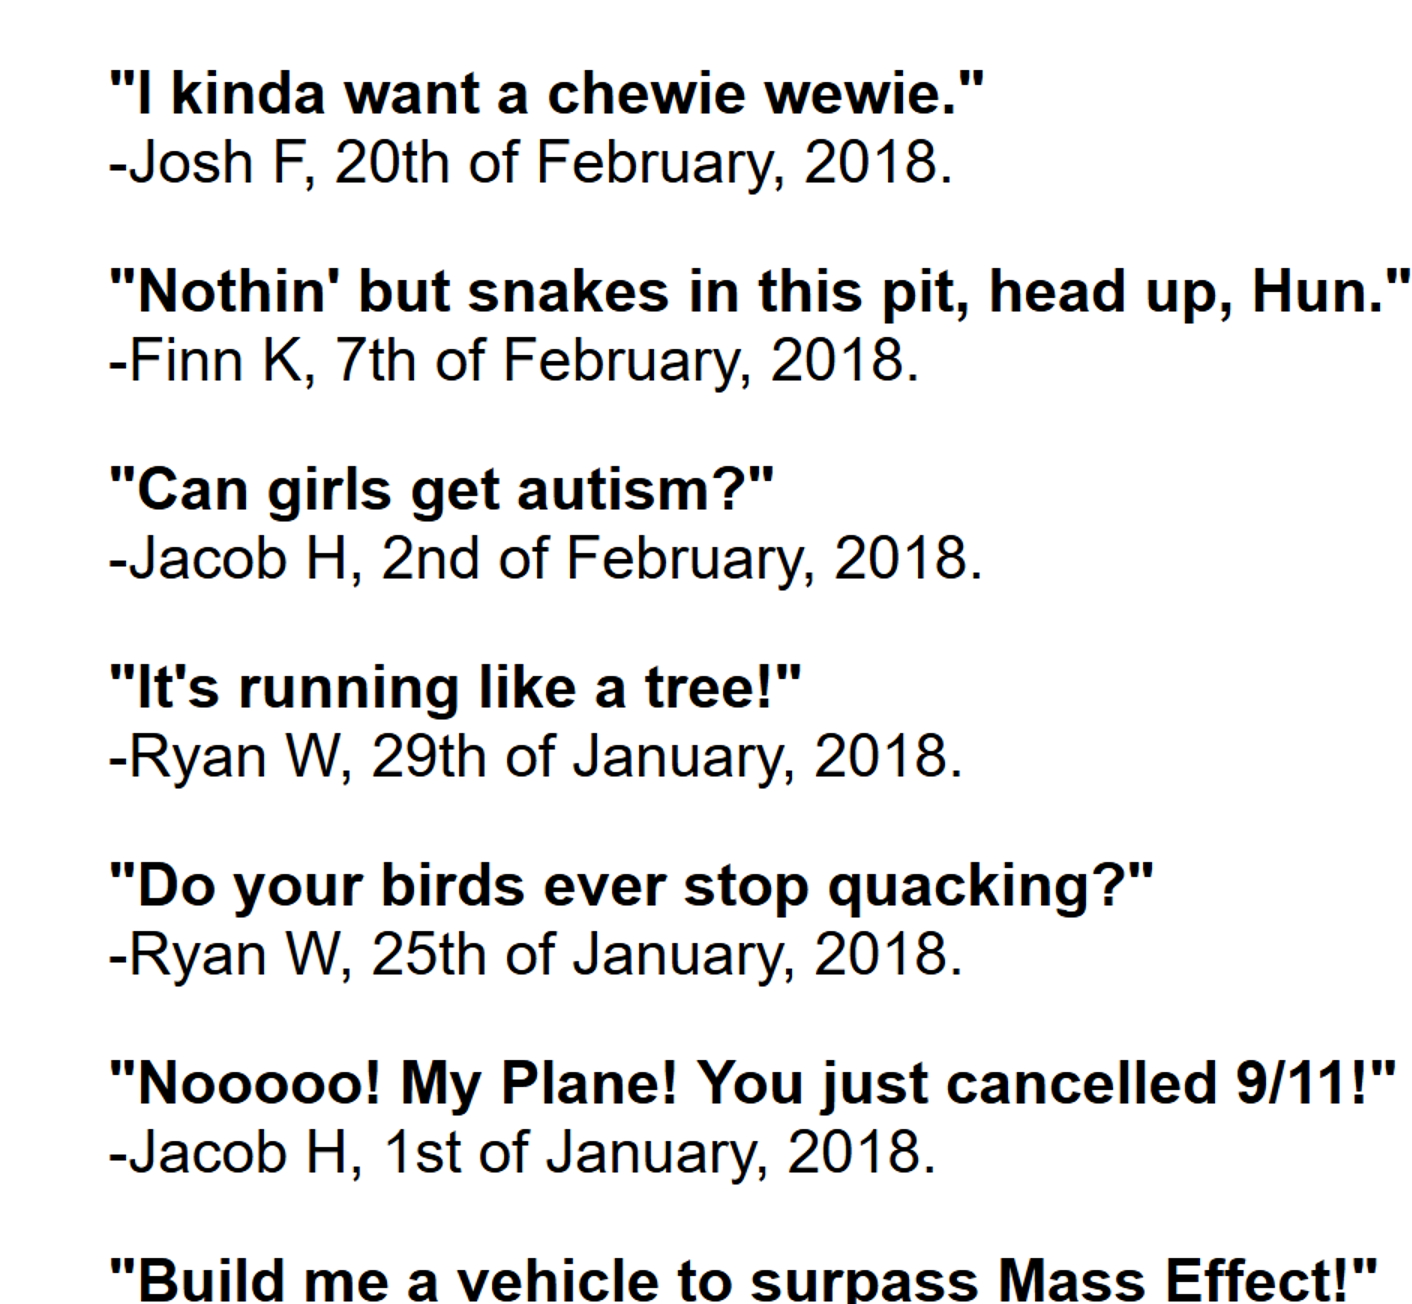 "I kinda want a chewie wewie."
-Josh F, 20th of February, 2018.
"Nothin' but snakes in this pit, head up, Hun."
-Finn K, 7th of February, 2018.
"Can girls get autism?"
-Jacob H, 2nd of February, 2018.
"It's running like a tree!"
-Ryan W, 29th of January, 2018.
"Do your birds ever stop quacking?"
-Ryan W, 25th of January, 2018.
"Nooooo! My Plane! You just cancelled 9/11!"
-Jacob H, 1st of January, 2018.
"Build me a vehicle to surpass Mass Effect!"